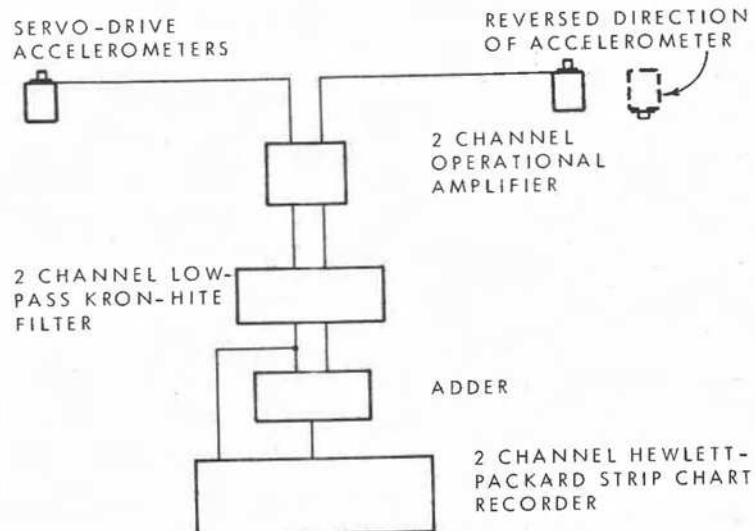 SERVO-DRIVE
ACCELEROMETERS
REVERSED DIRECTION
OF ACCELEROMETER
2 CHANNEL
OPERATIONAL
AMPLIFIER
2 CHANNEL LOW-
PASS KRON-HITE
FILTER
ADDER
2 CHANNEL HEWLETT-
PACKARD STRIP CHART
RECORDER